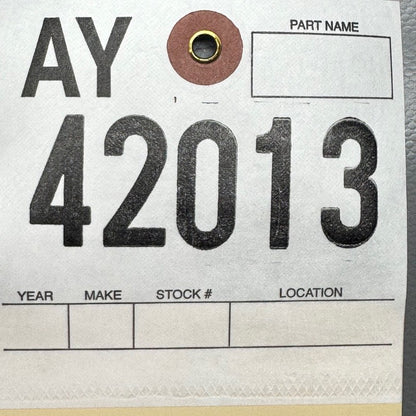 AY PART NAME
42013
YEAR MAKE STOCK # LOCATION